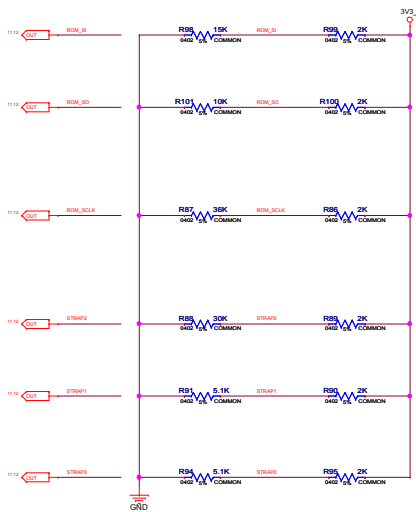 3V3_
11,12 OUT ROM_SI R98 15K ROM_SI R99 2K
0402 5% COMMON 0402 5% COMMON
11,12 OUT ROM_SO R101 10K ROM_SO R100 2K
0402 5% COMMON 0402 5% COMMON
11,12 OUT ROM_SCLK R87 36K ROM_SCLK R86 2K
0402 5% COMMON 0402 5% COMMON
11,12 OUT STRAP2 R88 30K STRAP2 R89 2K
0402 5% COMMON 0402 5% COMMON
11,12 OUT STRAP1 R91 5.1K STRAP1 R90 2K
0402 5% COMMON 0402 5% COMMON
11,12 OUT STRAP0 R94 5.1K STRAP0 R95 2K
0402 5% COMMON 0402 5% COMMON
GND